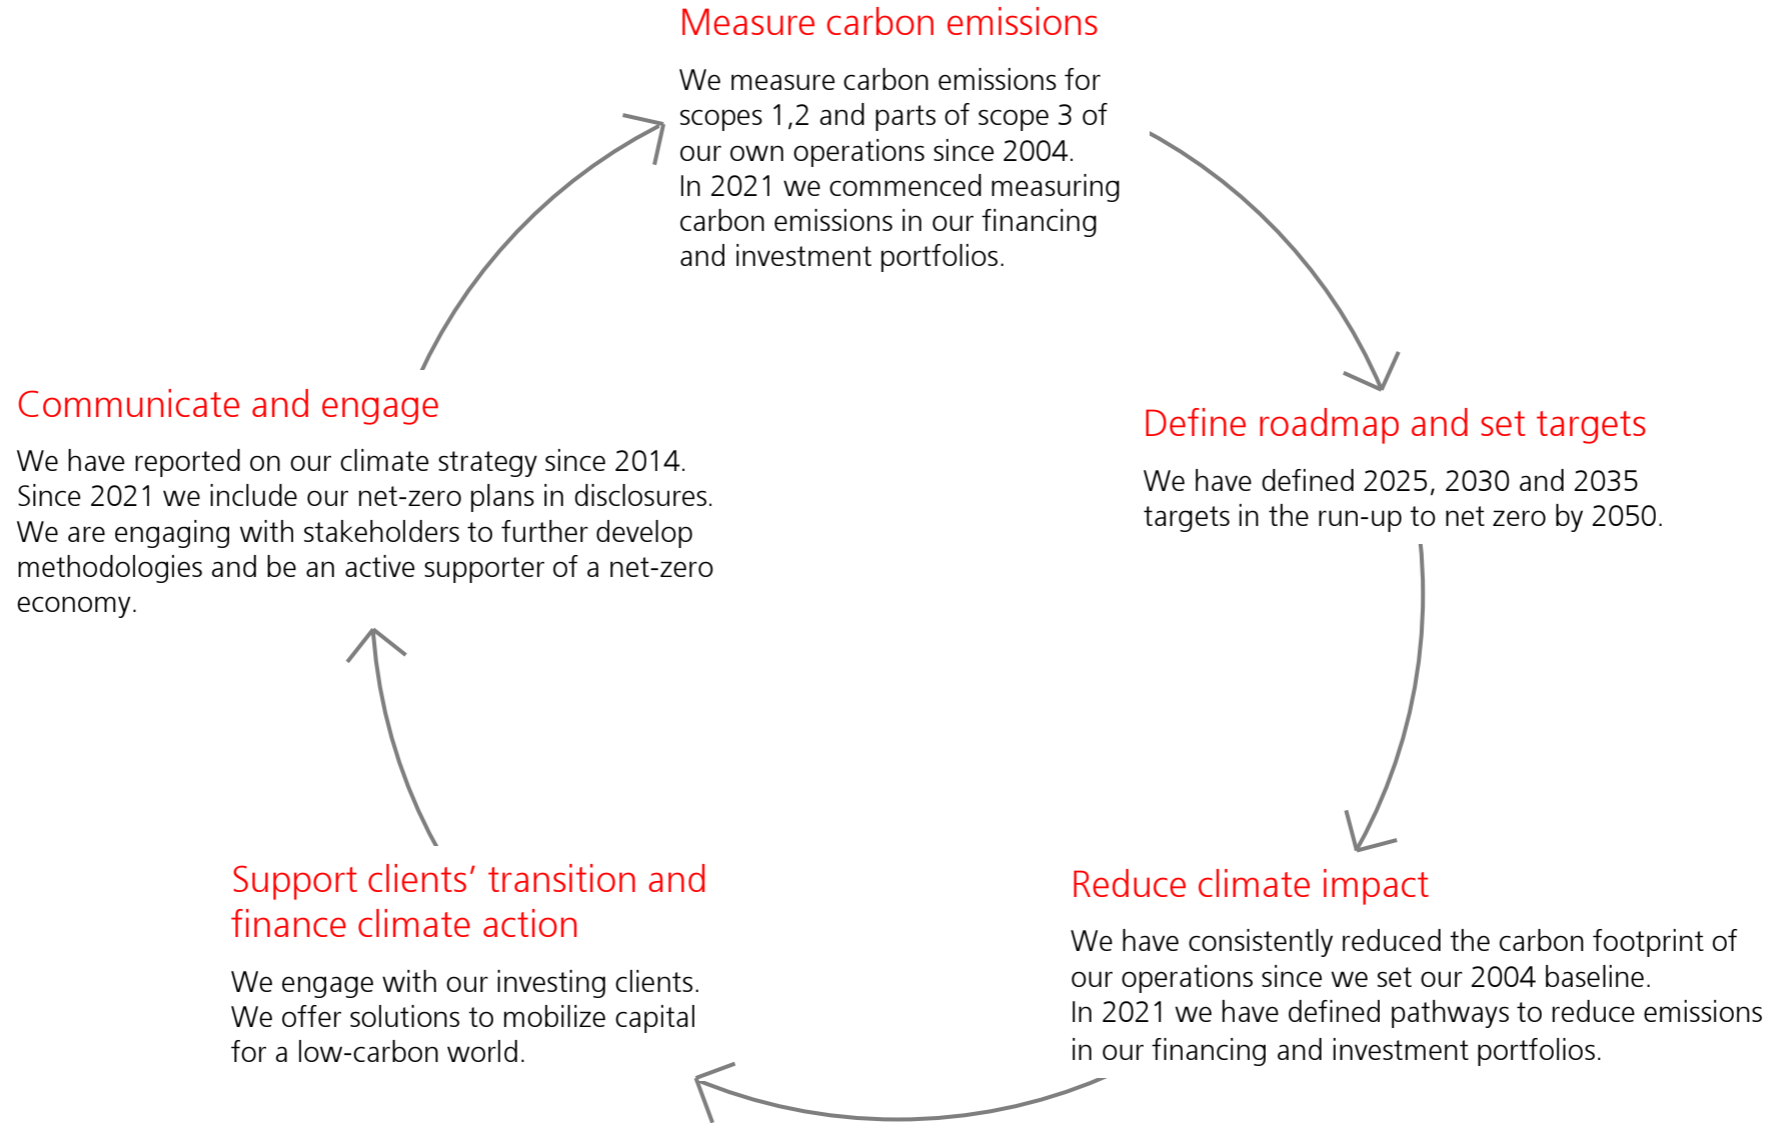 Measure carbon emissions
We measure carbon emissions for
scopes 1,2 and parts of scope 3 of
our own operations since 2004.
In 2021 we commenced measuring
carbon emissions in our financing
and investment portfolios.
Define roadmap and set targets
We have defined 2025, 2030 and 2035
targets in the run-up to net zero by 2050.
Reduce climate impact
We have consistently reduced the carbon footprint of
our operations since we set our 2004 baseline.
In 2021 we have defined pathways to reduce emissions
in our financing and investment portfolios.
Support clients’ transition and
finance climate action
We engage with our investing clients.
We offer solutions to mobilize capital
for a low-carbon world.
Communicate and engage
We have reported on our climate strategy since 2014.
Since 2021 we include our net-zero plans in disclosures.
We are engaging with stakeholders to further develop
methodologies and be an active supporter of a net-zero
economy.